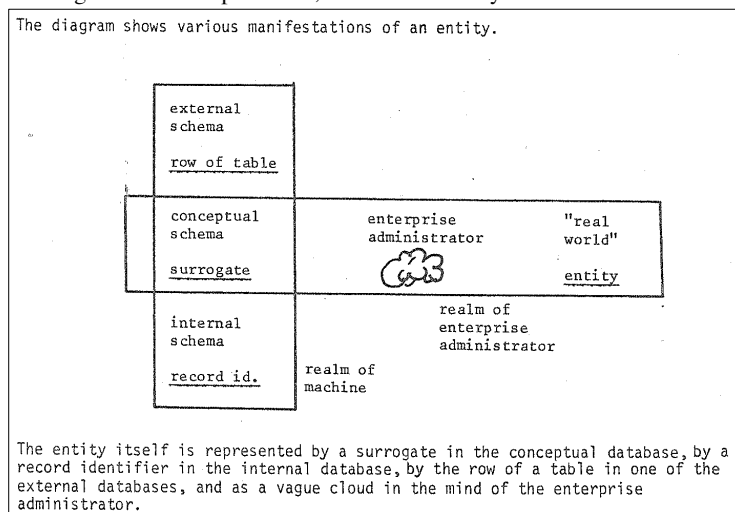 The diagram shows various manifestations of an entity.
external
schema
row of table
conceptual
schema
surrogate
enterprise
administrator
"real
world"
entity
internal
schema
record id.
realm of
machine
realm of
enterprise
administrator
The entity itself is represented by a surrogate in the conceptual database, by a
record identifier in the internal database, by the row of a table in one of the
external databases, and as a vague cloud in the mind of the enterprise
administrator.